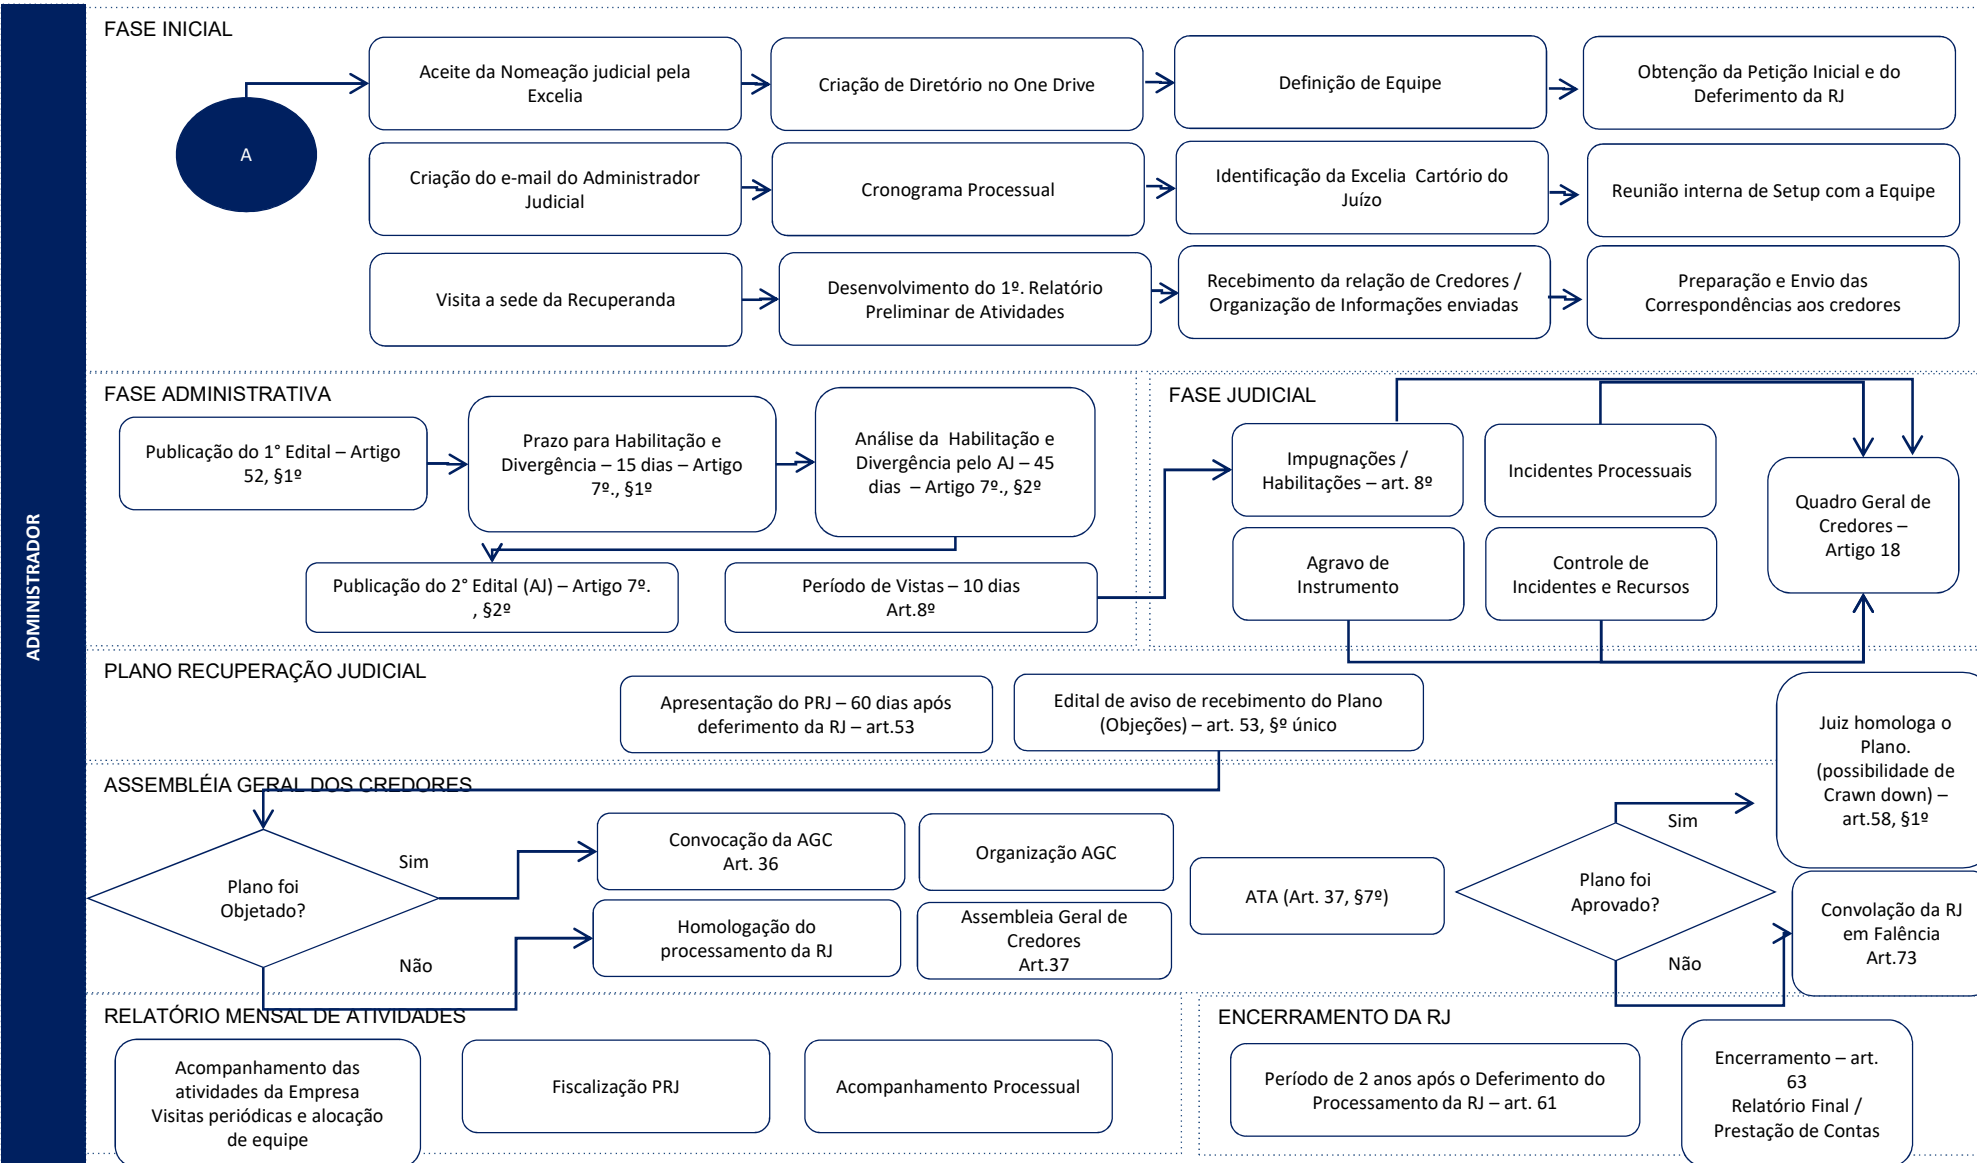 ADMINISTRADOR
FASE INICIAL
A
Aceite da Nomeação judicial pela
Excelia
Criação de Diretório no One Drive
Definição de Equipe
Obtenção da Petição Inicial e do
Deferimento da RJ
Criação do e-mail do Administrador
Judicial
Cronograma Processual
Identificação da Excelia  Cartório do
Juízo
Reunião interna de Setup com a Equipe
Visita a sede da Recuperanda
Desenvolvimento do 1º. Relatório
Preliminar de Atividades
Recebimento da relação de Credores /
Organização de Informações enviadas
Preparação e Envio das
Correspondências aos credores
FASE ADMINISTRATIVA
Publicação do 1° Edital – Artigo
52, §1º
Prazo para Habilitação e
Divergência – 15 dias – Artigo
7º., §1º
Análise da  Habilitação e
Divergência pelo AJ – 45
dias  – Artigo 7º., §2º
Publicação do 2° Edital (AJ) – Artigo 7º.
, §2º
Período de Vistas – 10 dias
Art.8º
FASE JUDICIAL
Impugnações /
Habilitações – art. 8º
Incidentes Processuais
Agravo de
Instrumento
Controle de
Incidentes e Recursos
Quadro Geral de
Credores –
Artigo 18
PLANO RECUPERAÇÃO JUDICIAL
Apresentação do PRJ – 60 dias após
deferimento da RJ – art.53
Edital de aviso de recebimento do Plano
(Objeções) – art. 53, §º único
Juiz homologa o
Plano.
(possibilidade de
Crawn down) –
art.58, §1º
ASSEMBLÉIA GERAL DOS CREDORES
Plano foi
Objetado?
Sim
Não
Convocação da AGC
Art. 36
Organização AGC
Homologação do
processamento da RJ
Assembleia Geral de
Credores
Art.37
ATA (Art. 37, §7º)
Plano foi
Aprovado?
Sim
Não
Convolação da RJ
em Falência
Art.73
RELATÓRIO MENSAL DE ATIVIDADES
Acompanhamento das
atividades da Empresa
Visitas periódicas e alocação
de equipe
Fiscalização PRJ
Acompanhamento Processual
ENCERRAMENTO DA RJ
Período de 2 anos após o Deferimento do
Processamento da RJ – art. 61
Encerramento – art.
63
Relatório Final /
Prestação de Contas